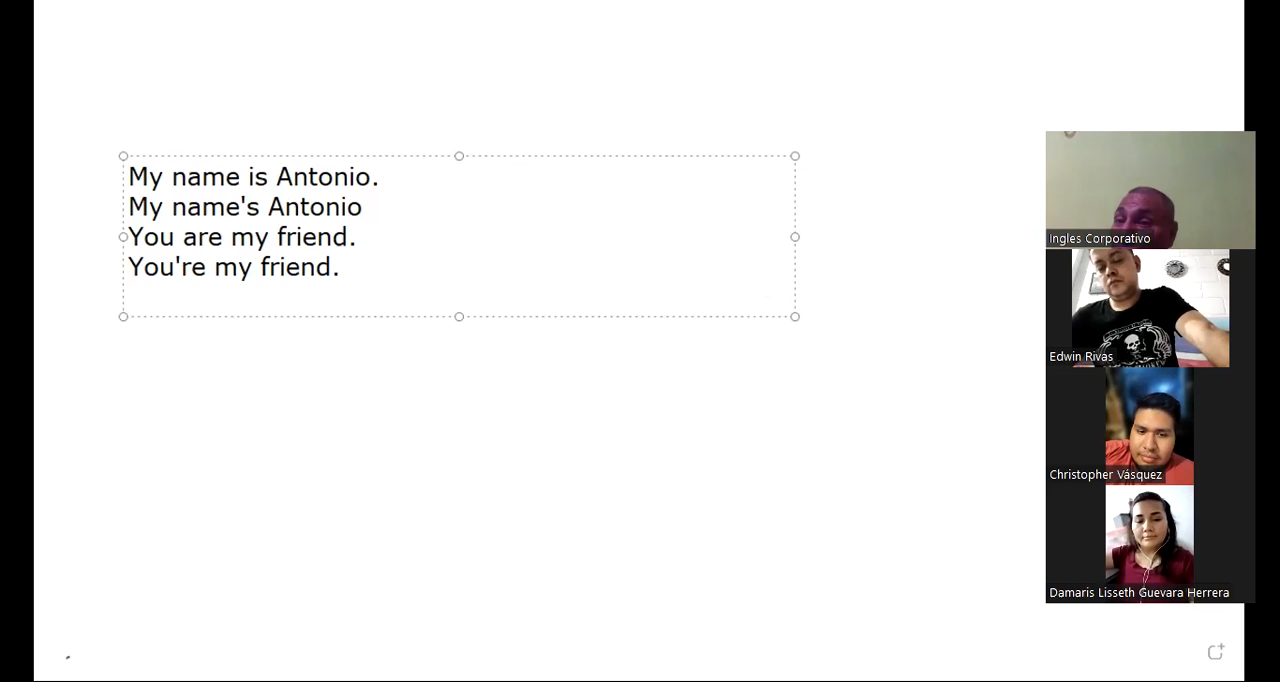 My name is Antonio.
My name's Antonio
You are my friend.
You're my friend.
Ingles Corporativo
Edwin Rivas
Christopher Vásquez
Damaris Lisseth Guevara Herrera